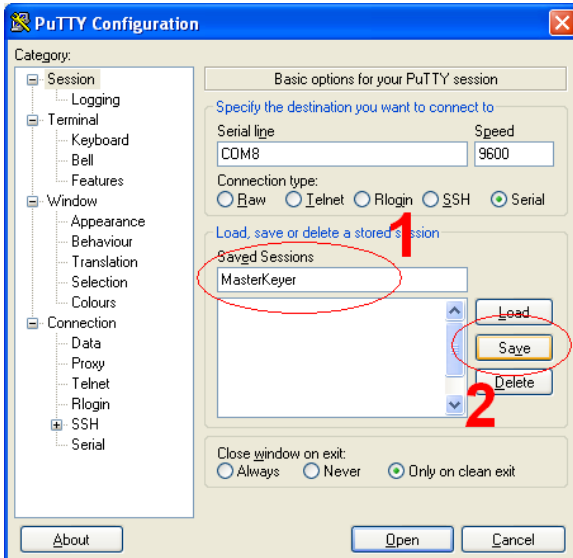 PuTTY Configuration
Category:
Session
Logging
Terminal
Keyboard
Bell
Features
Window
Appearance
Behaviour
Translation
Selection
Colours
Connection
Data
Proxy
Telnet
Rlogin
SSH
Serial
Basic options for your PuTTY session
Specify the destination you want to connect to
Serial line Speed
COM8 9600
Connection type:
Raw Telnet Rlogin SSH Serial
1
Load, save or delete a stored session
Saved Sessions
MasterKeyer
Load
Save
Delete
2
Close window on exit:
Always Never Only on clean exit
About Open Cancel